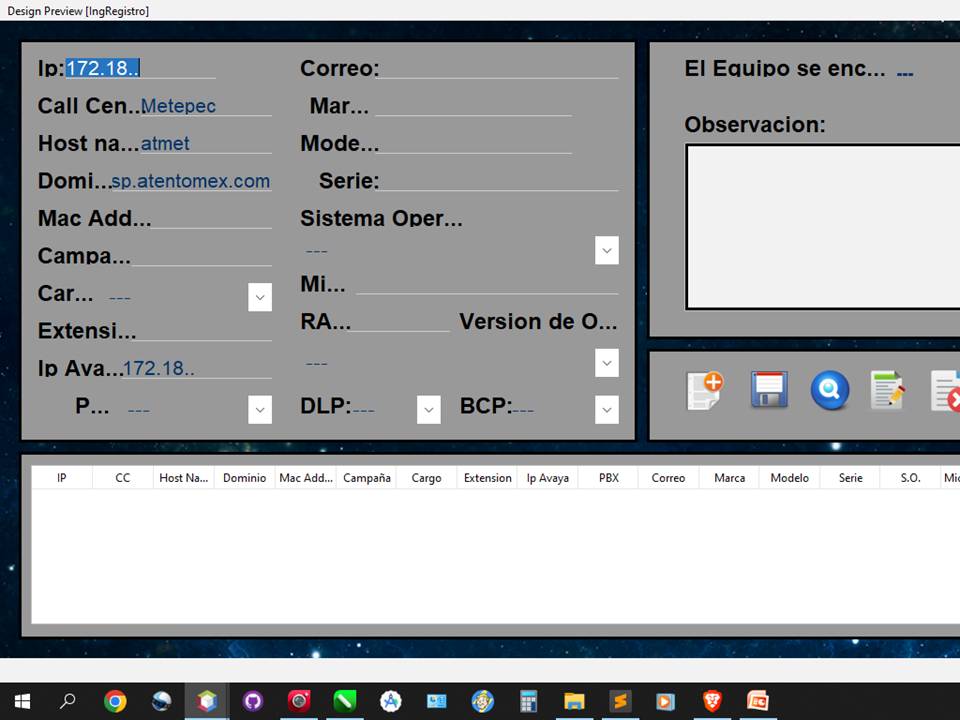 Design Preview [IngRegistro]
Ip:172.18..
Call Cen...Metepec
Host na...atmet
Domi...sp.atentomex.com
Mac Add...
Campa...
Car... ---
Extensi...
Ip Ava...172.18..
P... ---
Correo:
Mar...
Mode...
Serie:
Sistema Oper...
---
Mi...
RA... Version de O...
---
DLP:--- BCP:---
El Equipo se enc... ---
Observacion:
IP CC Host Na... Dominio Mac Add... Campaña Cargo Extension Ip Avaya PBX Correo Marca Modelo Serie S.O. Mic